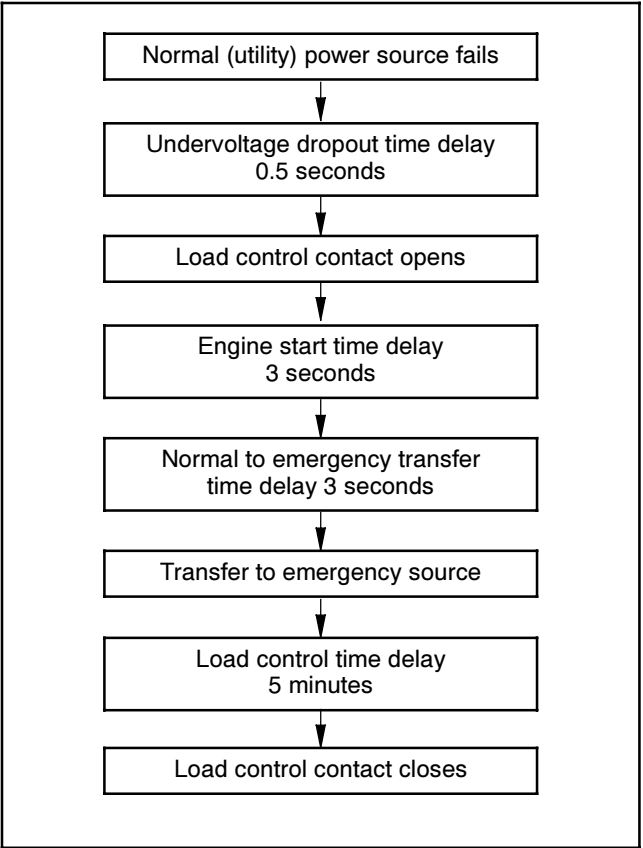 Normal (utility) power source fails
Undervoltage dropout time delay
0.5 seconds
Load control contact opens
Engine start time delay
3 seconds
Normal to emergency transfer
time delay 3 seconds
Transfer to emergency source
Load control time delay
5 minutes
Load control contact closes